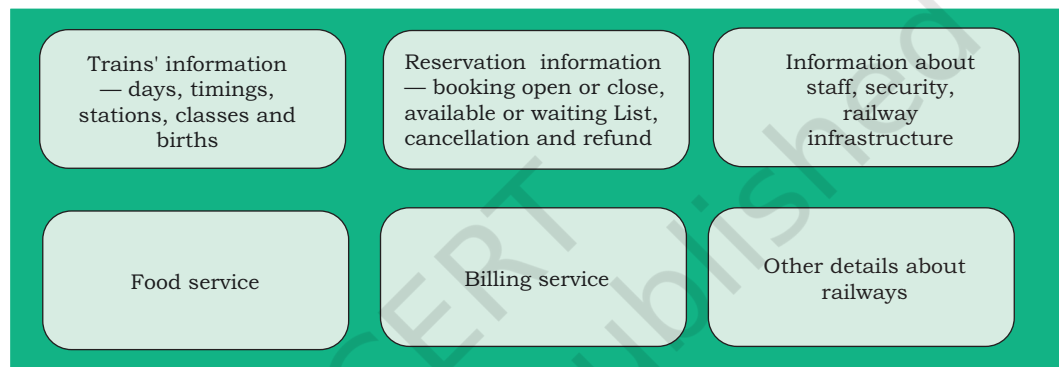 Trains' information
— days, timings,
stations, classes and
births
Reservation information
— booking open or close,
available or waiting List,
cancellation and refund
Information about
staff, security,
railway
infrastructure
Food service
Billing service
Other details about
railways